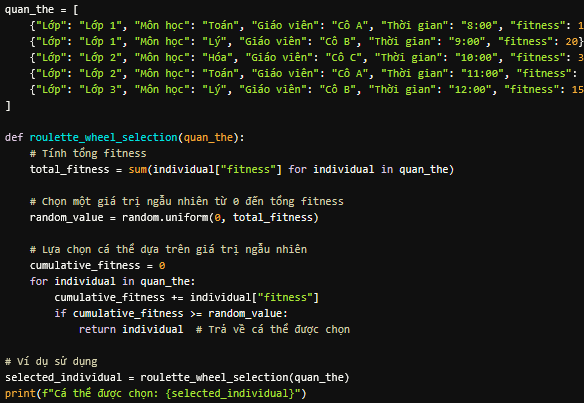 quan_the = [
    {"Lớp": "Lớp 1", "Môn học": "Toán", "Giáo viên": "Cô A", "Thời gian": "8:00", "fitness": 1
    {"Lớp": "Lớp 1", "Môn học": "Lý", "Giáo viên": "Cô B", "Thời gian": "9:00", "fitness": 20}
    {"Lớp": "Lớp 2", "Môn học": "Hóa", "Giáo viên": "Cô C", "Thời gian": "10:00", "fitness": 3
    {"Lớp": "Lớp 2", "Môn học": "Toán", "Giáo viên": "Cô A", "Thời gian": "11:00", "fitness":
    {"Lớp": "Lớp 3", "Môn học": "Lý", "Giáo viên": "Cô B", "Thời gian": "12:00", "fitness": 15
]
def roulette_wheel_selection(quan_the):
    # Tính tổng fitness
    total_fitness = sum(individual["fitness"] for individual in quan_the)
    # Chọn một giá trị ngẫu nhiên từ 0 đến tổng fitness
    random_value = random.uniform(0, total_fitness)
    # Lựa chọn cá thể dựa trên giá trị ngẫu nhiên
    cumulative_fitness = 0
    for individual in quan_the:
        cumulative_fitness += individual["fitness"]
        if cumulative_fitness >= random_value:
            return individual  # Trả về cá thể được chọn
# Ví dụ sử dụng
selected_individual = roulette_wheel_selection(quan_the)
print(f"Cá thể được chọn: {selected_individual}")